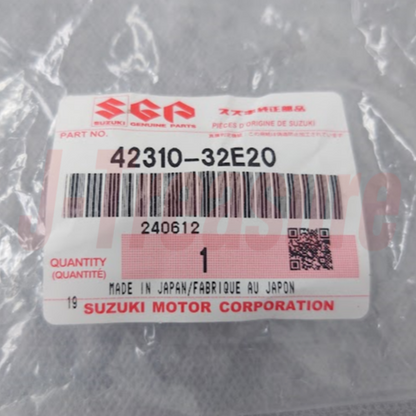 SGP
SUZUKI GENUINE PARTS
スズキ純正部品
PIÈCES D'ORIGINE DE SUZUKI
PART NO.
42310-32E20
240612
QUANTITY
(QUANTITÉ)
1
MADE IN JAPAN/FABRIQUE AU JAPON
19 SUZUKI MOTOR CORPORATION
J-Treasure